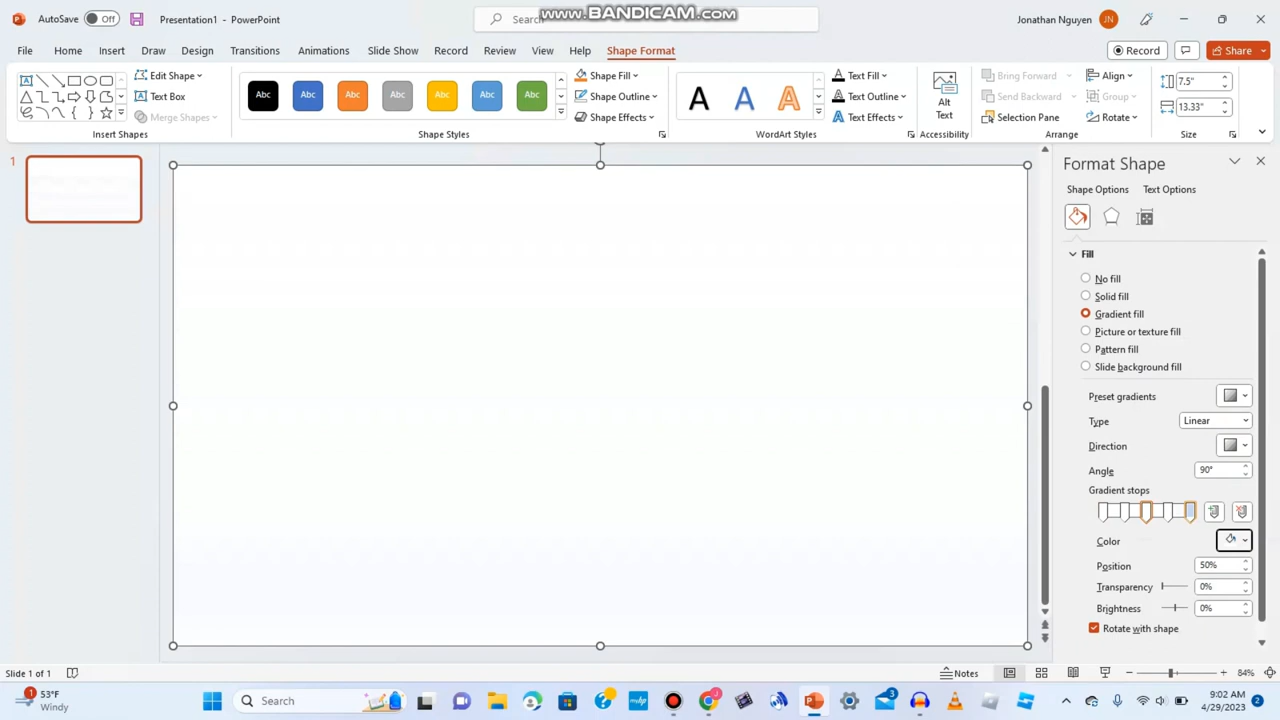 AutoSave Off Presentation1 - PowerPoint Search www.BANDICAM.com Jonathan Nguyen JN
File Home Insert Draw Design Transitions Animations Slide Show Record Review View Help Shape Format Record Share
Edit Shape
Text Box
Merge Shapes
Insert Shapes
Abc Abc Abc Abc Abc Abc Abc
Shape Fill
Shape Outline
Shape Effects
Shape Styles
A A A
Text Fill
Text Outline
Text Effects
WordArt Styles
Alt
Text
Accessibility
Bring Forward
Send Backward
Selection Pane
Align
Group
Rotate
Arrange
7.5"
13.33"
Size
1
Format Shape
Shape Options Text Options
Fill
No fill
Solid fill
Gradient fill
Picture or texture fill
Pattern fill
Slide background fill
Preset gradients
Type Linear
Direction
Angle 90°
Gradient stops
Color
Position 50%
Transparency 0%
Brightness 0%
Rotate with shape
Slide 1 of 1 Notes 84%
1 53°F
Windy
Search
myhp
J
3
9:02 AM
4/29/2023
2